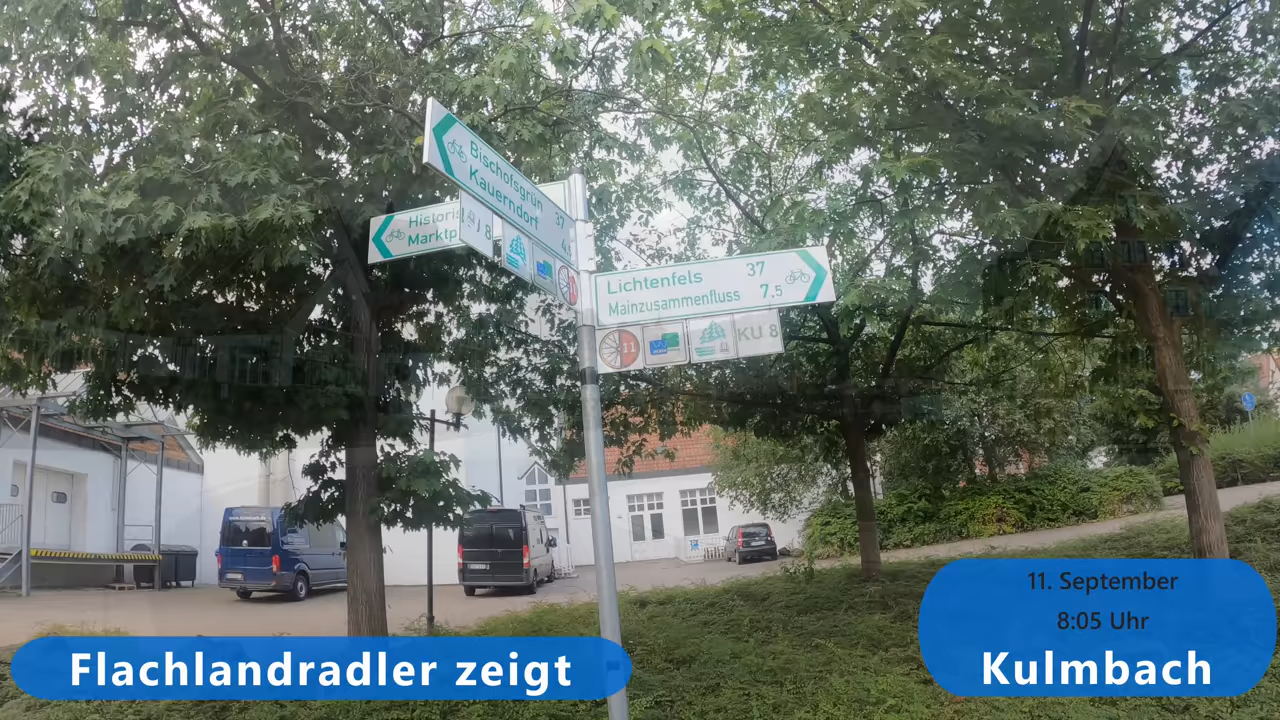 Bischofsgrün 37
Kauerndorf
Marktp
Lichtenfels 37
Mainzusammenfluss 7,5
11
KU 8
11. September
8:05 Uhr
Flachlandradler zeigt
Kulmbach